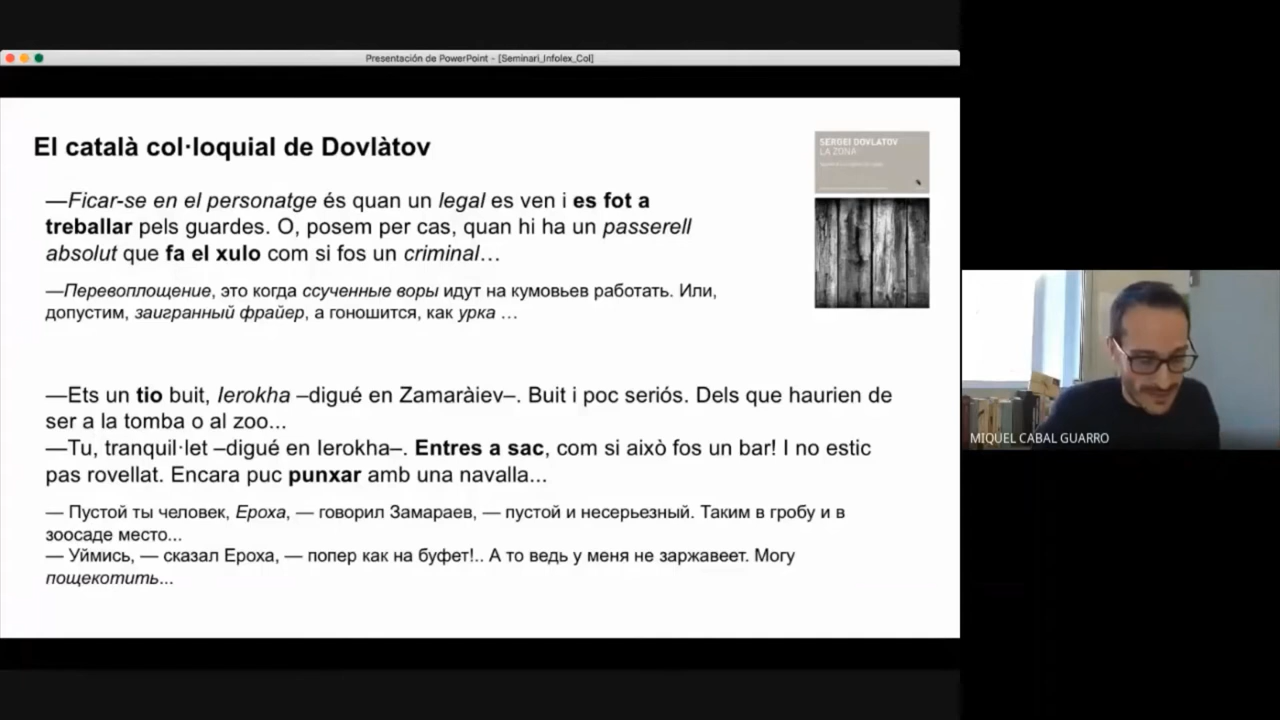 Presentación de PowerPoint - [Seminari_Infolex_Col]
El català col·loquial de Dovlàtov
SERGEI DOVLATOV
LA ZONA
—Ficar-se en el personatge és quan un legal es ven i es fot a
treballar pels guardes. O, posem per cas, quan hi ha un passerell
absolut que fa el xulo com si fos un criminal…
—Перевоплощение, это когда ссученные воры идут на кумовьев работать. Или,
допустим, заигранный фрайер, а гоношится, как урка …
—Ets un tio buit, Ierokha –digué en Zamaràiev–. Buit i poc seriós. Dels que haurien de
ser a la tomba o al zoo...
—Tu, tranquil·let –digué en Ierokha–. Entres a sac, com si això fos un bar! I no estic
pas rovellat. Encara puc punxar amb una navalla...
— Пустой ты человек, Ероха, — говорил Замараев, — пустой и несерьезный. Таким в гробу и в
зоосаде место...
— Уймись, — сказал Ероха, — попер как на буфет!.. А то ведь у меня не заржавеет. Могу
пощекотить...
MIQUEL CABAL GUARRO